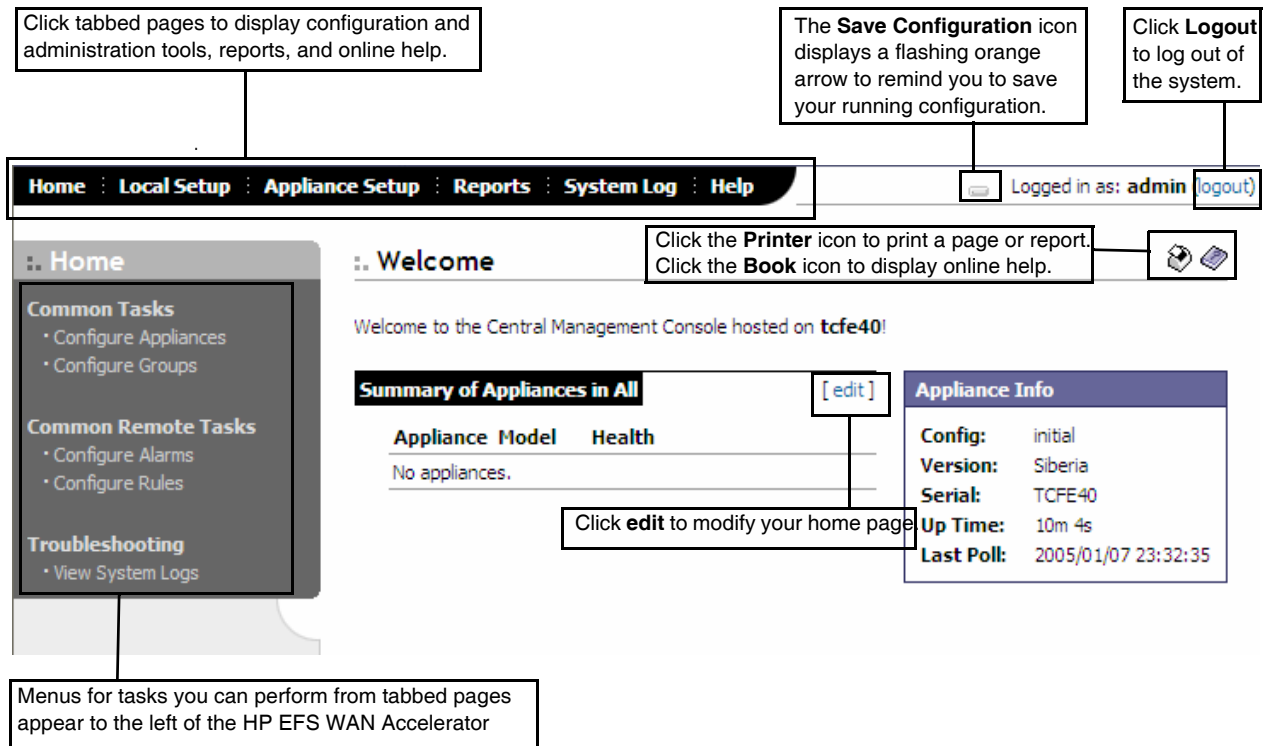 Click tabbed pages to display configuration and
administration tools, reports, and online help.
The Save Configuration icon
displays a flashing orange
arrow to remind you to save
your running configuration.
Click Logout
to log out of
the system.
Home Local Setup Appliance Setup Reports System Log Help
Logged in as: admin (logout)
:. Home
:. Welcome
Click the Printer icon to print a page or report.
Click the Book icon to display online help.
Common Tasks
· Configure Appliances
· Configure Groups
Common Remote Tasks
· Configure Alarms
· Configure Rules
Troubleshooting
· View System Logs
Welcome to the Central Management Console hosted on tcfe40!
Summary of Appliances in All [ edit ]
Appliance Model Health
No appliances.
Click edit to modify your home page.
Appliance Info
Config: initial
Version: Siberia
Serial: TCFE40
Up Time: 10m 4s
Last Poll: 2005/01/07 23:32:35
Menus for tasks you can perform from tabbed pages
appear to the left of the HP EFS WAN Accelerator